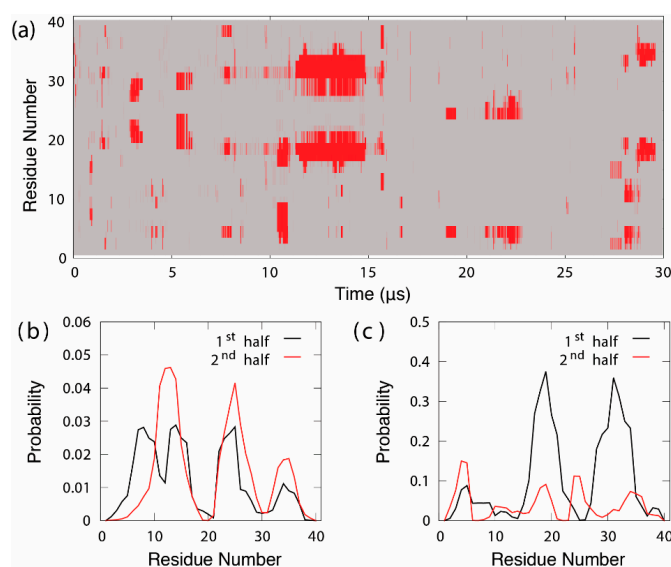 (a)
40
30
20
10
0
Residue Number
0 5 10 15 20 25 30
Time (µs)
(b)
0.06
0.05
0.04
0.03
0.02
0.01
0
Probability
1st half
2nd half
0 10 20 30 40
Residue Number
(c)
0.5
0.4
0.3
0.2
0.1
0
Probability
1st half
2nd half
0 10 20 30 40
Residue Number